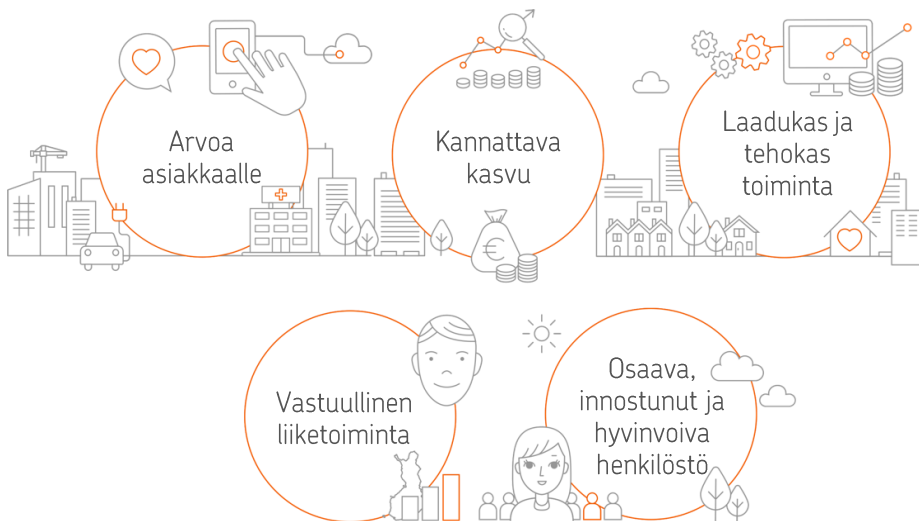 Arvoa
asiakkaalle
Kannattava
kasvu
Laadukas ja
tehokas
toiminta
Vastuullinen
liiketoiminta
Osaava,
innostunut ja
hyvinvoiva
henkilöstö